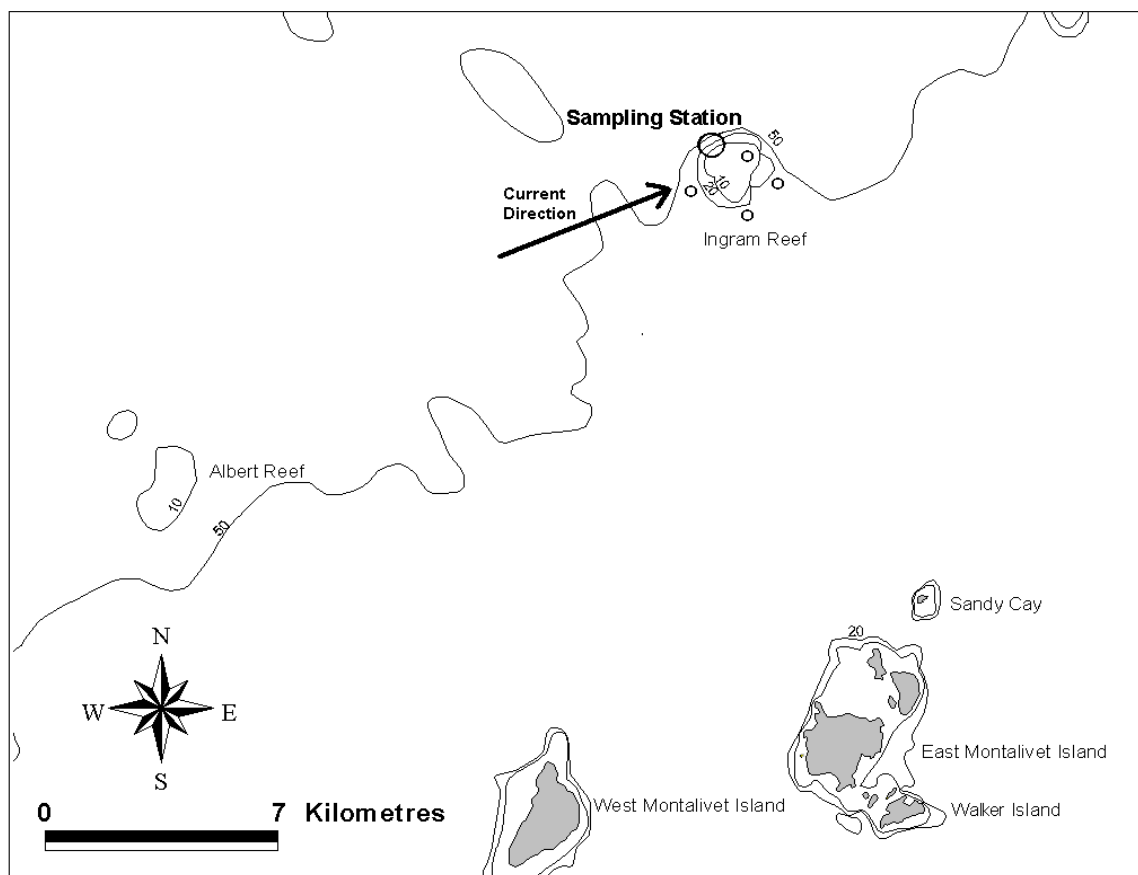 Sampling Station
50
10
20
Current
Direction
Ingram Reef
Albert Reef
10
50
Sandy Cay
20
N
W E
S
East Montalivet Island
West Montalivet Island
Walker Island
0 7 Kilometres